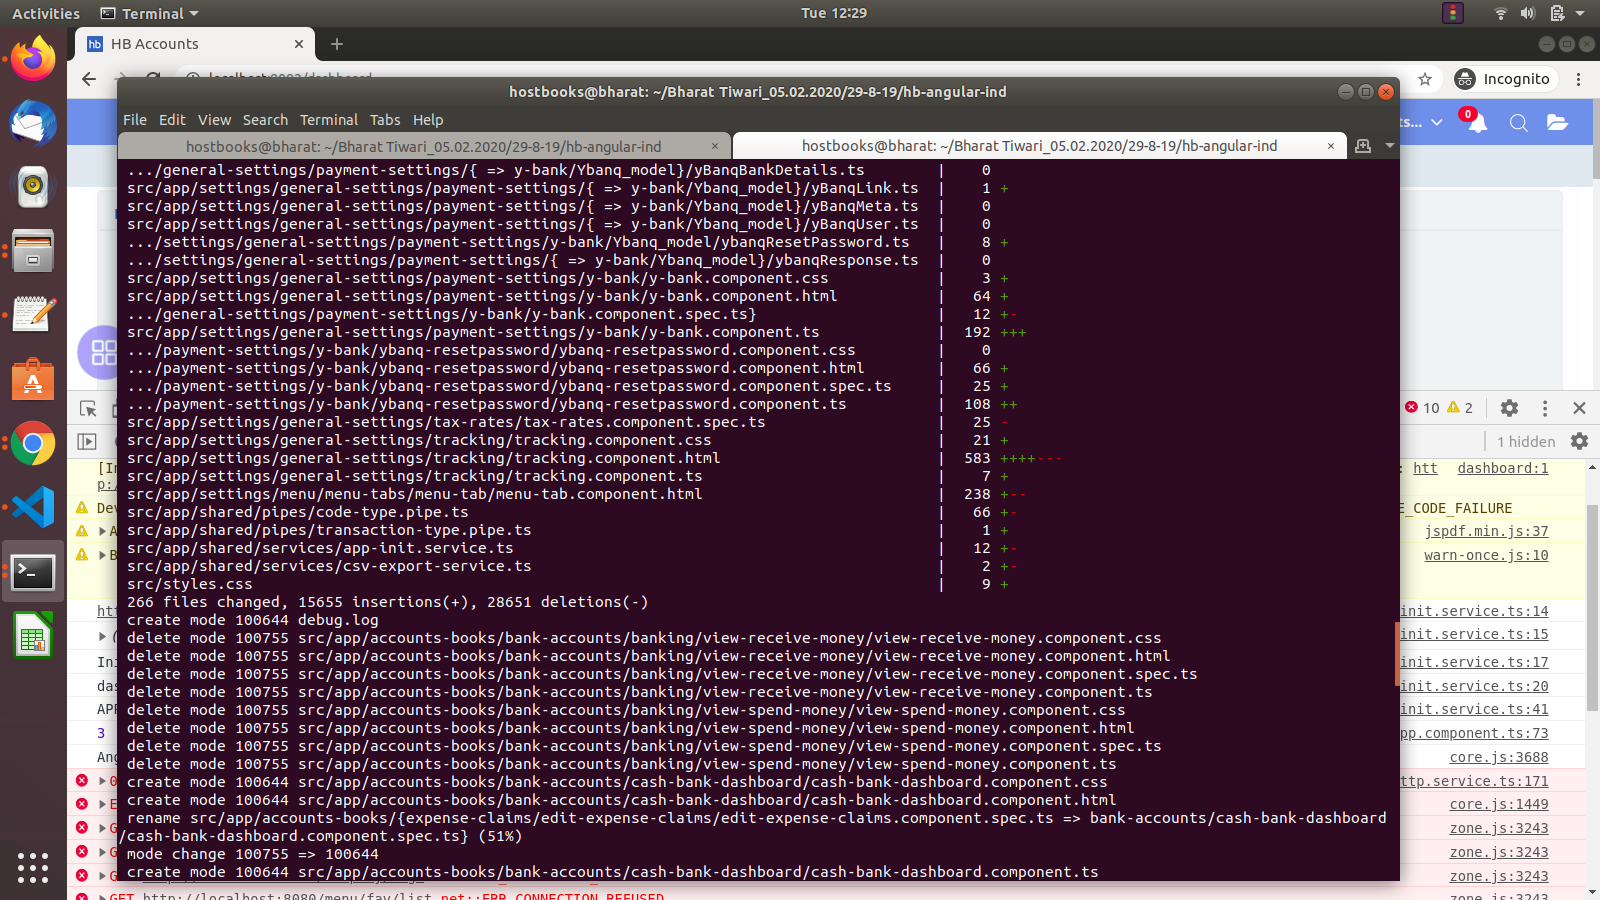 Activities
Terminal
Tue 12:29
hb HB Accounts
Incognito
hostbooks@bharat: ~/Bharat Tiwari_05.02.2020/29-8-19/hb-angular-ind
File Edit View Search Terminal Tabs Help
ts...
0
hostbooks@bharat: ~/Bharat Tiwari_05.02.2020/29-8-19/hb-angular-ind ×
hostbooks@bharat: ~/Bharat Tiwari_05.02.2020/29-8-19/hb-angular-ind ×
.../general-settings/payment-settings/{ => y-bank/Ybanq_model}/yBanqBankDetails.ts | 0
src/app/settings/general-settings/payment-settings/{ => y-bank/Ybanq_model}/yBanqLink.ts | 1 +
src/app/settings/general-settings/payment-settings/{ => y-bank/Ybanq_model}/yBanqMeta.ts | 0
src/app/settings/general-settings/payment-settings/{ => y-bank/Ybanq_model}/yBanqUser.ts | 0
.../settings/general-settings/payment-settings/y-bank/Ybanq_model/ybanqResetPassword.ts | 8 +
.../settings/general-settings/payment-settings/{ => y-bank/Ybanq_model}/ybanqResponse.ts | 0
src/app/settings/general-settings/payment-settings/y-bank/y-bank.component.css | 3 +
src/app/settings/general-settings/payment-settings/y-bank/y-bank.component.html | 64 +
.../general-settings/payment-settings/y-bank/y-bank.component.spec.ts} | 12 +-
src/app/settings/general-settings/payment-settings/y-bank/y-bank.component.ts | 192 +++
.../payment-settings/y-bank/ybanq-resetpassword/ybanq-resetpassword.component.css | 0
.../payment-settings/y-bank/ybanq-resetpassword/ybanq-resetpassword.component.html | 66 +
.../payment-settings/y-bank/ybanq-resetpassword/ybanq-resetpassword.component.spec.ts | 25 +
.../payment-settings/y-bank/ybanq-resetpassword/ybanq-resetpassword.component.ts | 108 ++
src/app/settings/general-settings/tax-rates/tax-rates.component.spec.ts | 25 -
src/app/settings/general-settings/tracking/tracking.component.css | 21 +
src/app/settings/general-settings/tracking/tracking.component.html | 583 ++++---
src/app/settings/general-settings/tracking/tracking.component.ts | 7 +
src/app/settings/menu/menu-tabs/menu-tab/menu-tab.component.html | 238 +--
src/app/shared/pipes/code-type.pipe.ts | 66 +-
src/app/shared/pipes/transaction-type.pipe.ts | 1 +
src/app/shared/services/app-init.service.ts | 12 +-
src/app/shared/services/csv-export-service.ts | 2 +-
src/styles.css | 9 +
266 files changed, 15655 insertions(+), 28651 deletions(-)
create mode 100644 debug.log
delete mode 100755 src/app/accounts-books/bank-accounts/banking/view-receive-money/view-receive-money.component.css
delete mode 100755 src/app/accounts-books/bank-accounts/banking/view-receive-money/view-receive-money.component.html
delete mode 100755 src/app/accounts-books/bank-accounts/banking/view-receive-money/view-receive-money.component.spec.ts
delete mode 100755 src/app/accounts-books/bank-accounts/banking/view-receive-money/view-receive-money.component.ts
delete mode 100755 src/app/accounts-books/bank-accounts/banking/view-spend-money/view-spend-money.component.css
delete mode 100755 src/app/accounts-books/bank-accounts/banking/view-spend-money/view-spend-money.component.html
delete mode 100755 src/app/accounts-books/bank-accounts/banking/view-spend-money/view-spend-money.component.spec.ts
delete mode 100755 src/app/accounts-books/bank-accounts/banking/view-spend-money/view-spend-money.component.ts
create mode 100644 src/app/accounts-books/bank-accounts/cash-bank-dashboard/cash-bank-dashboard.component.css
create mode 100644 src/app/accounts-books/bank-accounts/cash-bank-dashboard/cash-bank-dashboard.component.html
rename src/app/accounts-books/{expense-claims/edit-expense-claims/edit-expense-claims.component.spec.ts => bank-accounts/cash-bank-dashboard
/cash-bank-dashboard.component.spec.ts} (51%)
mode change 100755 => 100644
create mode 100644 src/app/accounts-books/bank-accounts/cash-bank-dashboard/cash-bank-dashboard.component.ts
10 2
1 hidden
[In
: htt dashboard:1
p:/
Dev
E_CODE_FAILURE
A
jspdf.min.js:37
B
warn-once.js:10
htt
init.service.ts:14
(
init.service.ts:15
Ini
init.service.ts:17
das
init.service.ts:20
APP
init.service.ts:41
3
pp.component.ts:73
Ang
core.js:3688
ttp.service.ts:171
E
core.js:1449
G
zone.js:3243
G
zone.js:3243
G
zone.js:3243
GET http://localhost:8080/menu/fav/list net::ERR_CONNECTION_REFUSED
zone.js:3243